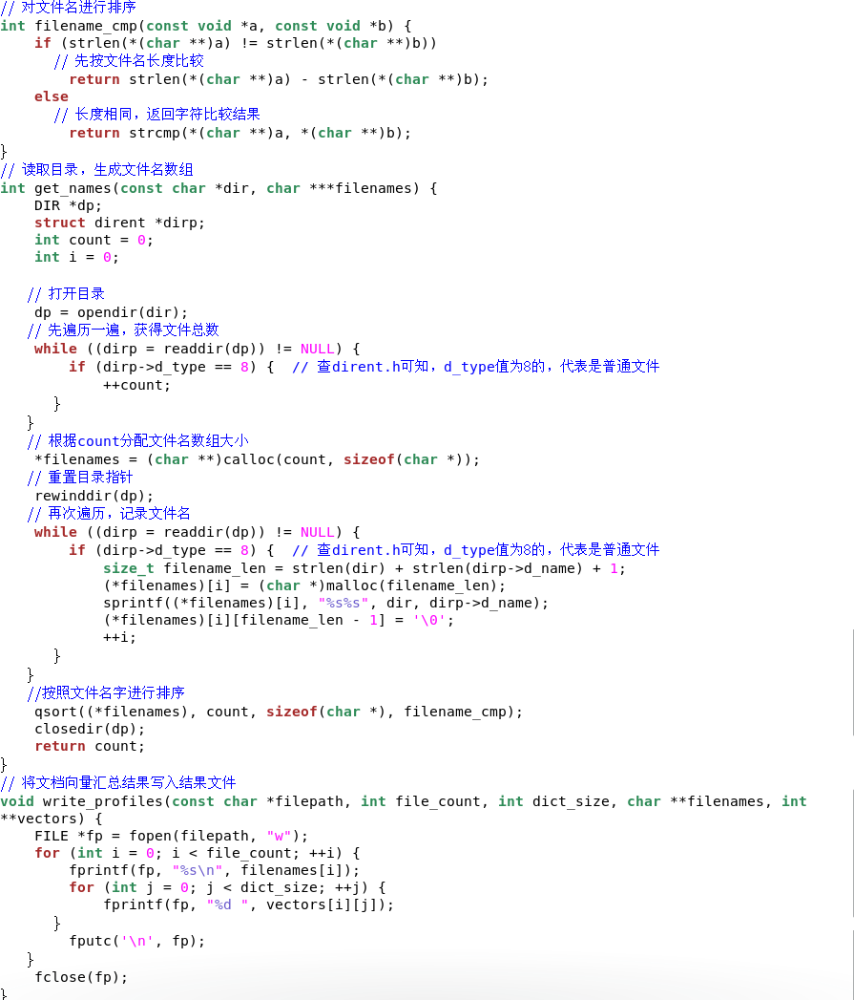 // 对文件名进行排序
int filename_cmp(const void *a, const void *b) {
    if (strlen(*(char **)a) != strlen(*(char **)b))
        // 先按文件名长度比较
        return strlen(*(char **)a) - strlen(*(char **)b);
    else
        // 长度相同，返回字符比较结果
        return strcmp(*(char **)a, *(char **)b);
}
// 读取目录，生成文件名数组
int get_names(const char *dir, char ***filenames) {
    DIR *dp;
    struct dirent *dirp;
    int count = 0;
    int i = 0;

    // 打开目录
    dp = opendir(dir);
    // 先遍历一遍，获得文件总数
    while ((dirp = readdir(dp)) != NULL) {
        if (dirp->d_type == 8) {  // 查dirent.h可知，d_type值为8的，代表是普通文件
            ++count;
        }
    }
    // 根据count分配文件名数组大小
    *filenames = (char **)calloc(count, sizeof(char *));
    // 重置目录指针
    rewinddir(dp);
    // 再次遍历，记录文件名
    while ((dirp = readdir(dp)) != NULL) {
        if (dirp->d_type == 8) {  // 查dirent.h可知，d_type值为8的，代表是普通文件
            size_t filename_len = strlen(dir) + strlen(dirp->d_name) + 1;
            (*filenames)[i] = (char *)malloc(filename_len);
            sprintf((*filenames)[i], "%s%s", dir, dirp->d_name);
            (*filenames)[i][filename_len - 1] = '\0';
            ++i;
        }
    }
    //按照文件名字进行排序
    qsort((*filenames), count, sizeof(char *), filename_cmp);
    closedir(dp);
    return count;
}
// 将文档向量汇总结果写入结果文件
void write_profiles(const char *filepath, int file_count, int dict_size, char **filenames, int
**vectors) {
    FILE *fp = fopen(filepath, "w");
    for (int i = 0; i < file_count; ++i) {
        fprintf(fp, "%s\n", filenames[i]);
        for (int j = 0; j < dict_size; ++j) {
            fprintf(fp, "%d ", vectors[i][j]);
        }
        fputc('\n', fp);
    }
    fclose(fp);
}